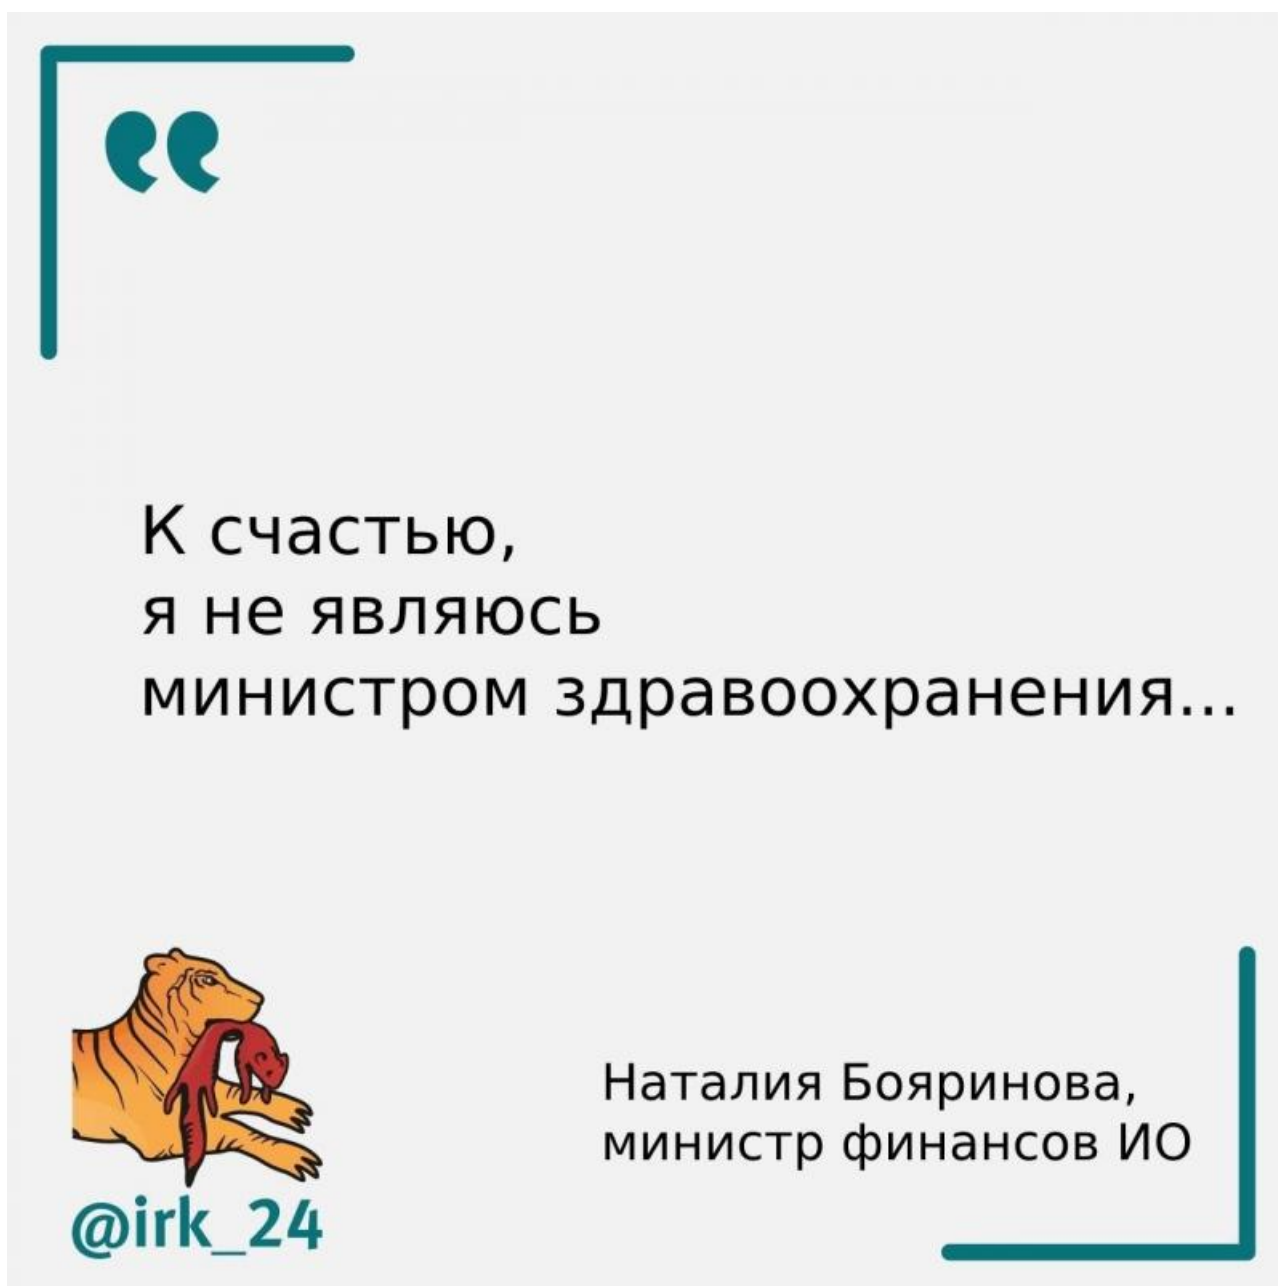 К счастью,
я не являюсь
министром здравоохранения...
Наталия Бояринова,
министр финансов ИО
@irk_24